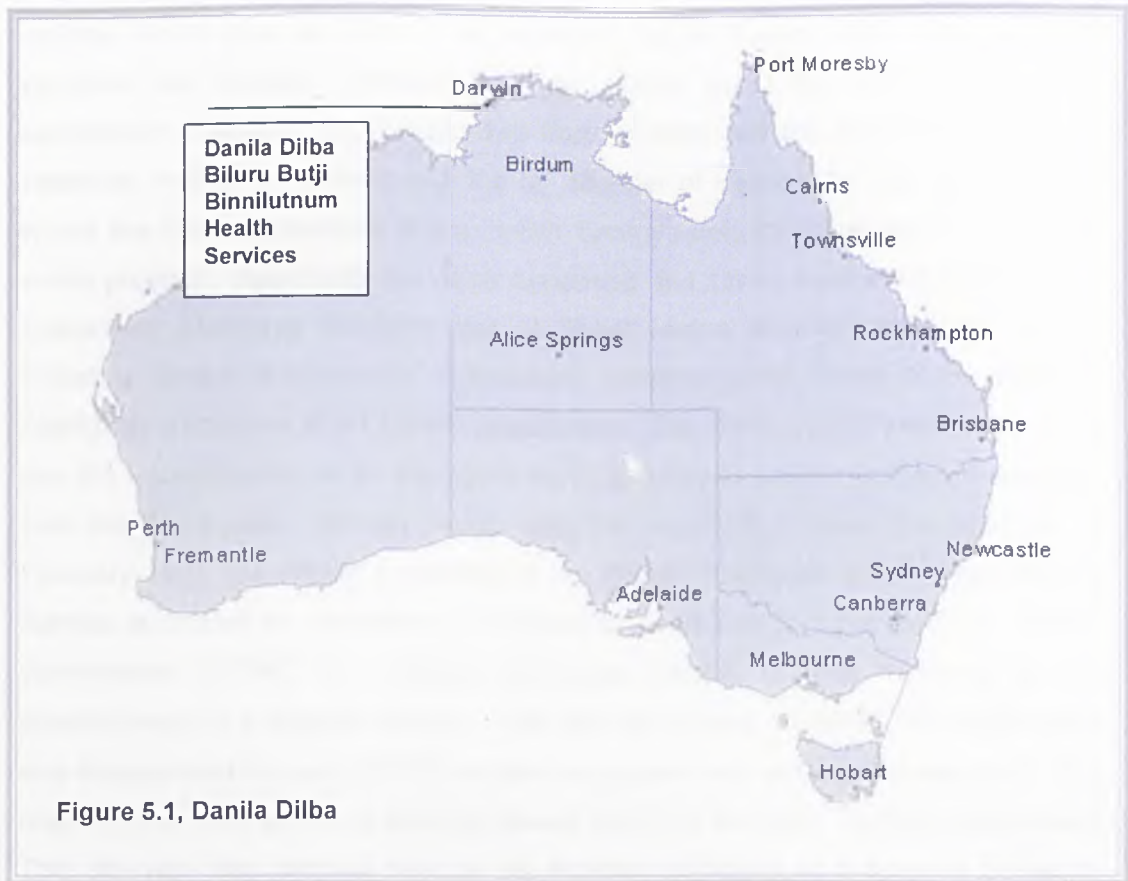 Port Moresby
Darwin
Danila Dilba
Biluru Butji
Binnilutnum
Health
Services
Birdum
Cairns
Townsville
Alice Springs
Rockhampton
Brisbane
Perth
Fremantle
Newcastle
Sydney
Adelaide
Canberra
Melbourne
Hobart
Figure 5.1, Danila Dilba